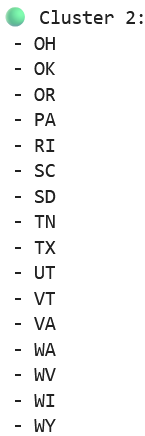 Cluster 2:
- OH
- OK
- OR
- PA
- RI
- SC
- SD
- TN
- TX
- UT
- VT
- VA
- WA
- WV
- WI
- WY